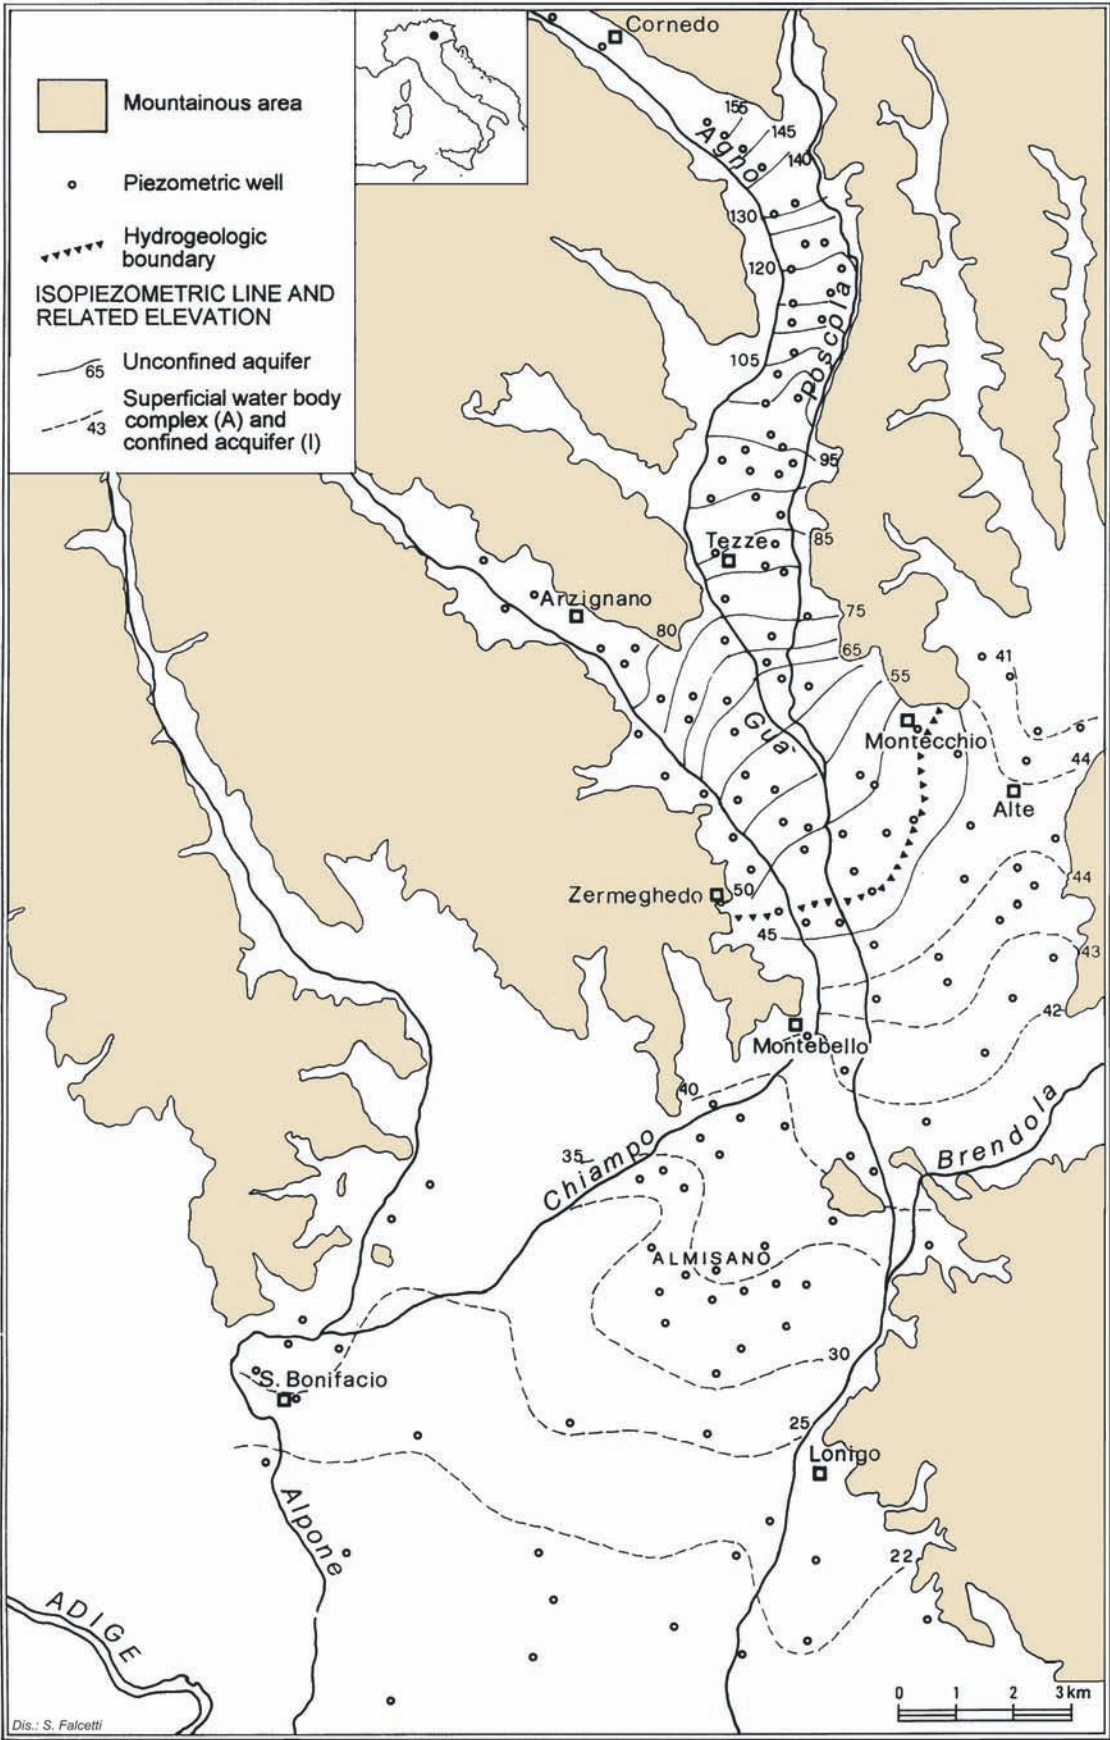 Mountainous area
Piezometric well
Hydrogeologic
boundary
ISOPIEZOMETRIC LINE AND
RELATED ELEVATION
65
Unconfined aquifer
43
Superficial water body
complex (A) and
confined acquifer (I)
Cornedo
155
145
140
Agno
130
120
poscola
105
95
Tezze
85
Arzignano
80
75
65
55
41
Guà
Montecchio
44
Alte
Zermeghedo
50
44
45
43
42
Montebello
40
Brendola
35
Chiampo
ALMISANO
30
S. Bonifacio
25
Lonigo
Alpone
22
ADIGE
0 1 2 3 km
Dis.: S. Falcetti